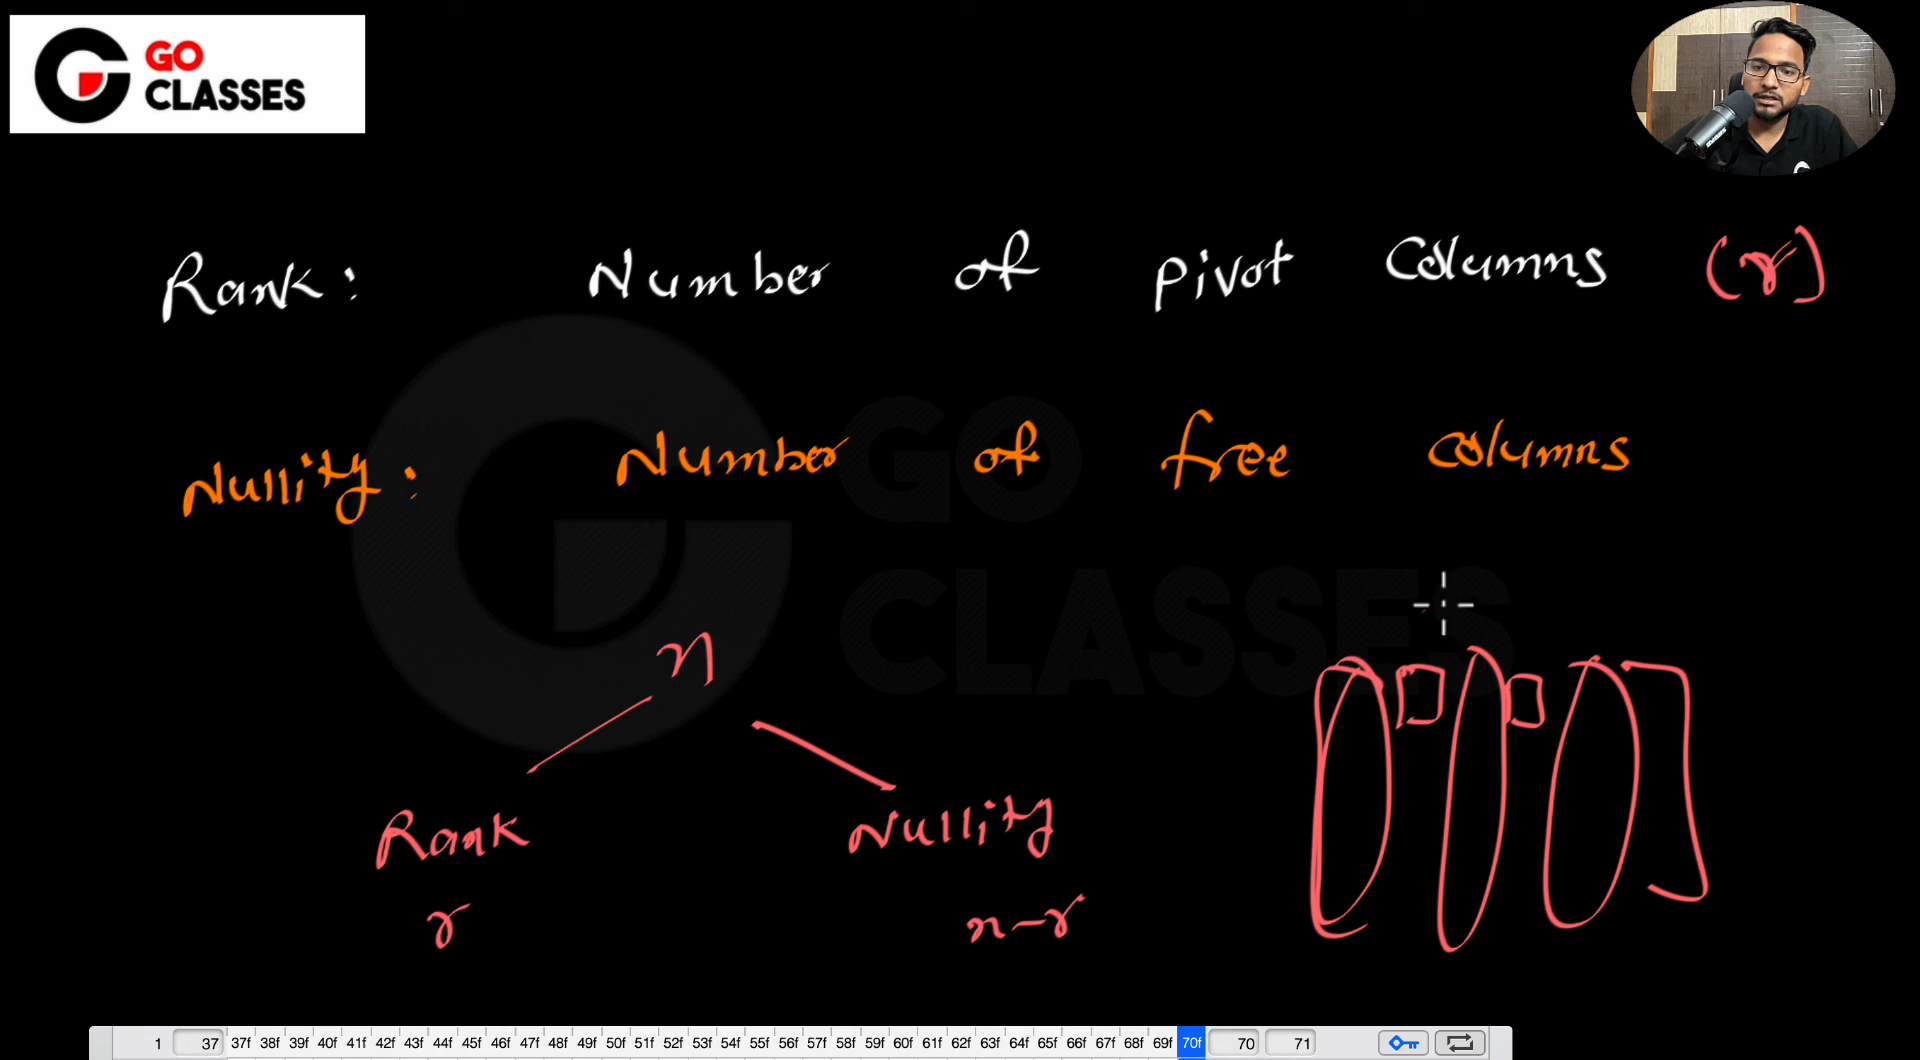 GO
CLASSES
Rank: Number of pivot columns (r)
Nullity: Number of free columns
GO
CLASSES
n
Rank
Nullity
r
n-r
1 37 37f 38f 39f 40f 41f 42f 43f 44f 45f 46f 47f 48f 49f 50f 51f 52f 53f 54f 55f 56f 57f 58f 59f 60f 61f 62f 63f 64f 65f 66f 67f 68f 69f 70f 70 71